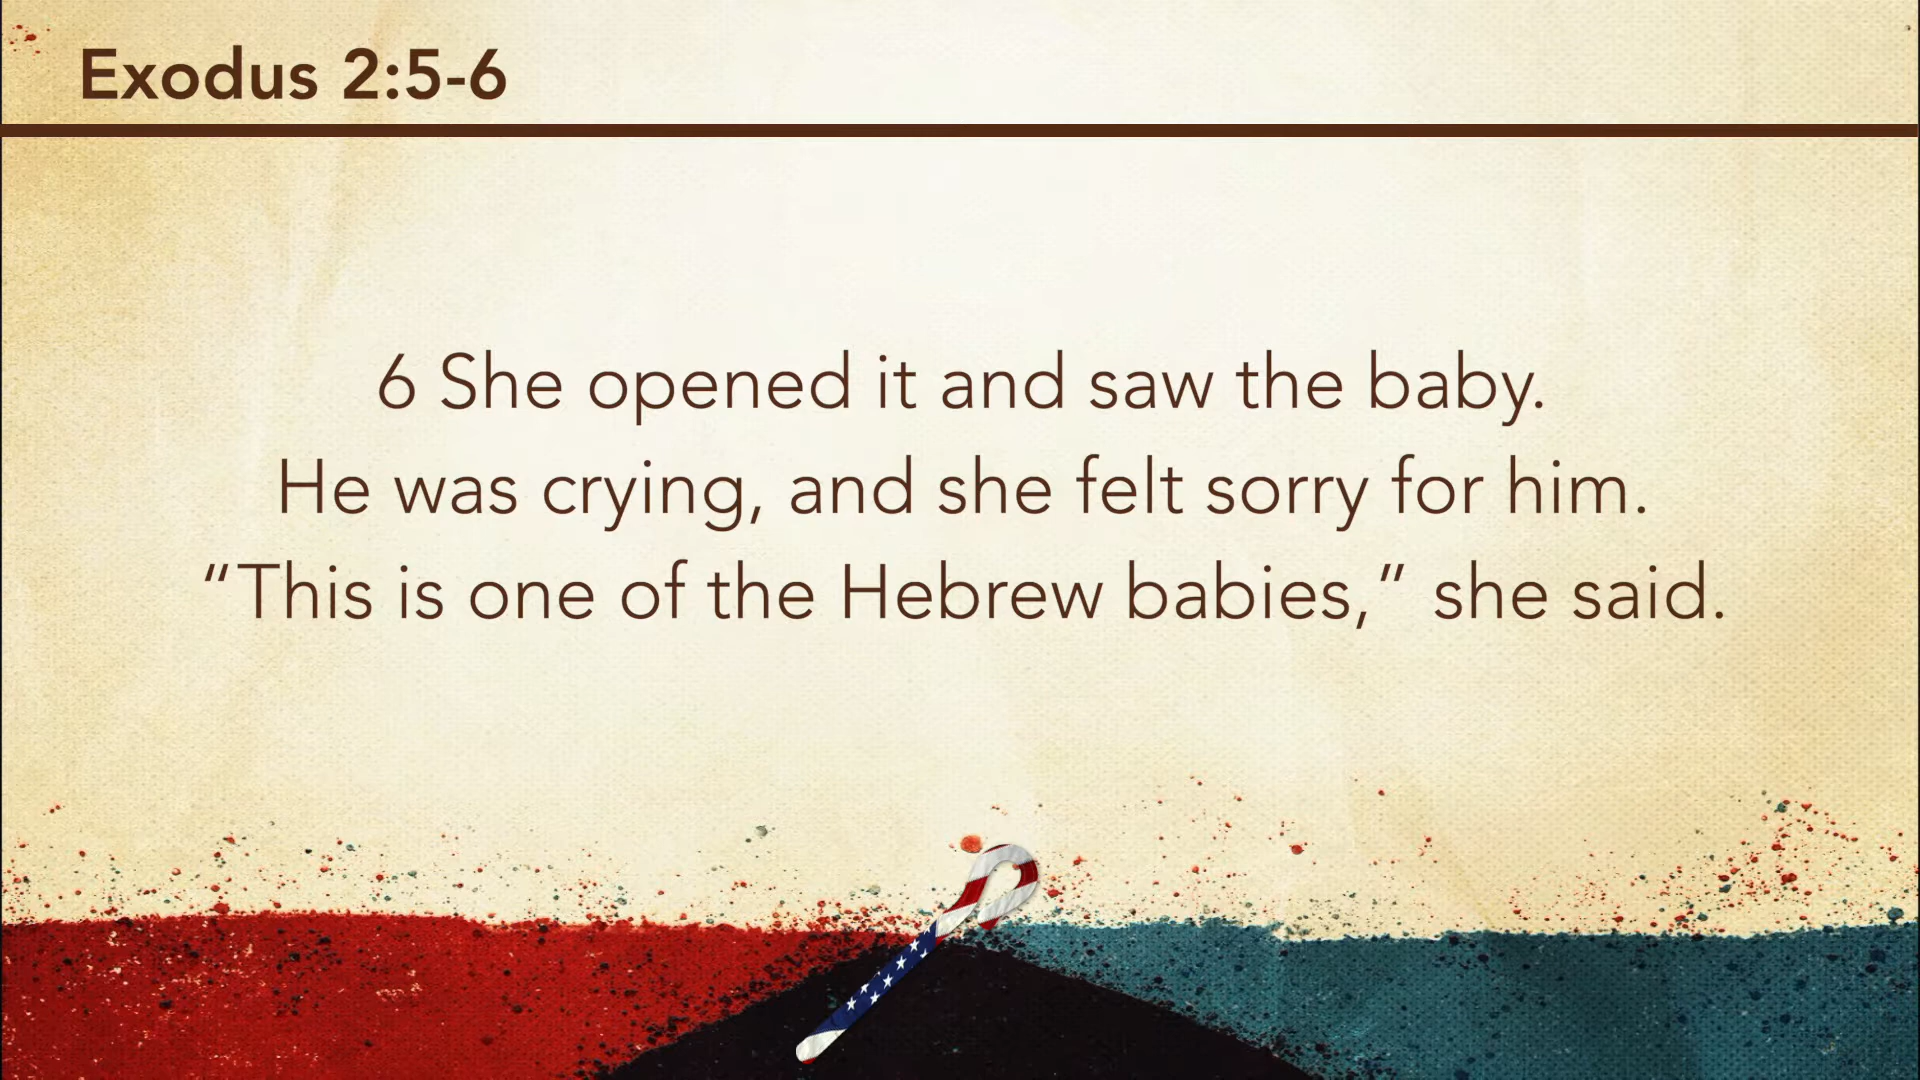 Exodus 2:5-6
6 She opened it and saw the baby.
He was crying, and she felt sorry for him.
“This is one of the Hebrew babies,” she said.